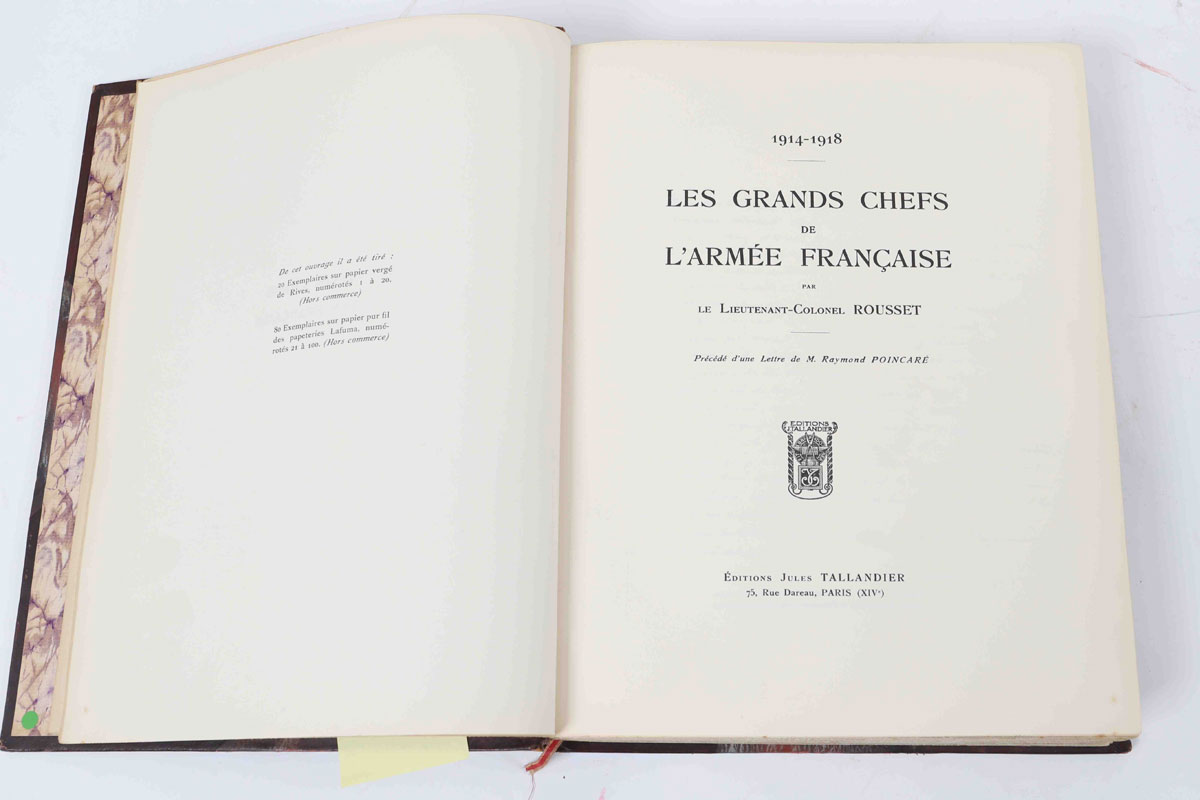 De cet ouvrage il a été tiré :
20 Exemplaires sur papier vergé
de Rives, numérotés 1 à 20.
(Hors commerce)
80 Exemplaires sur papier pur fil
des papeteries Lafuma, numé-
rotés 21 à 100. (Hors commerce)
1914-1918
LES GRANDS CHEFS
DE
L'ARMÉE FRANÇAISE
PAR
LE LIEUTENANT-COLONEL ROUSSET
Précédé d'une Lettre de M. Raymond POINCARÉ
EDITIONS
J. TALLANDIER
ÉDITIONS JULES TALLANDIER
75, Rue Dareau, PARIS (XIVe)